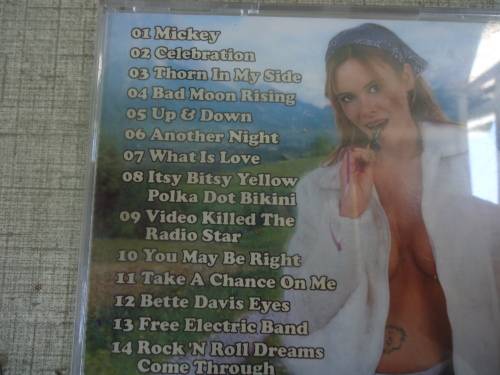 01 Mickey
02 Celebration
03 Thorn In My Side
04 Bad Moon Rising
05 Up & Down
06 Another Night
07 What Is Love
08 Itsy Bitsy Yellow
Polka Dot Bikini
09 Video Killed The
Radio Star
10 You May Be Right
11 Take A Chance On Me
12 Bette Davis Eyes
13 Free Electric Band
14 Rock 'N Roll Dreams
Come Through